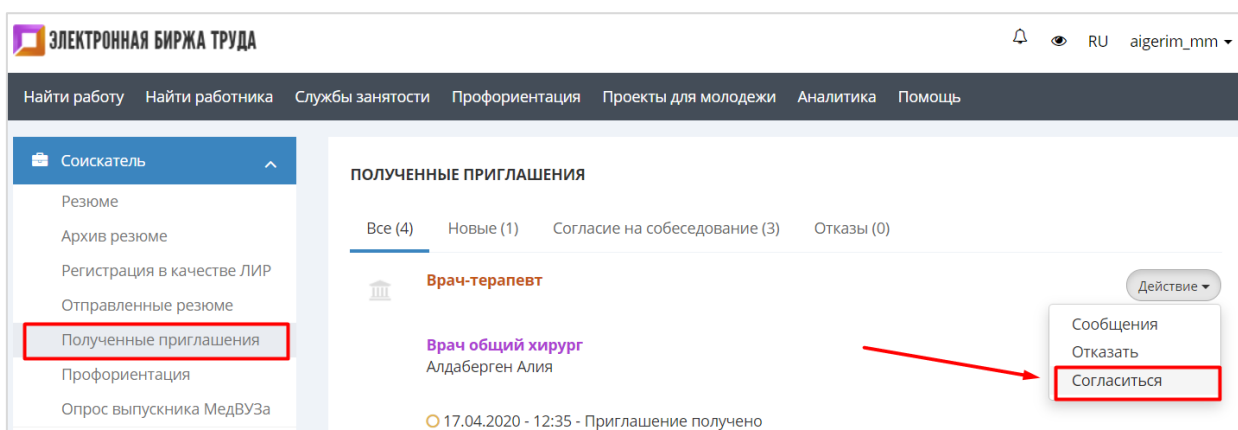 ЭЛЕКТРОННАЯ БИРЖА ТРУДА
RU aigerim_mm
Найти работу Найти работника Службы занятости Профориентация Проекты для молодежи Аналитика Помощь
Соискатель
Резюме
Архив резюме
Регистрация в качестве ЛИР
Отправленные резюме
Полученные приглашения
Профориентация
Опрос выпускника МедВУЗа
ПОЛУЧЕННЫЕ ПРИГЛАШЕНИЯ
Все (4) Новые (1) Согласие на собеседование (3) Отказы (0)
Врач-терапевт
Действие
Сообщения
Отказать
Согласиться
Врач общий хирург
Алдаберген Алия
17.04.2020 - 12:35 - Приглашение получено